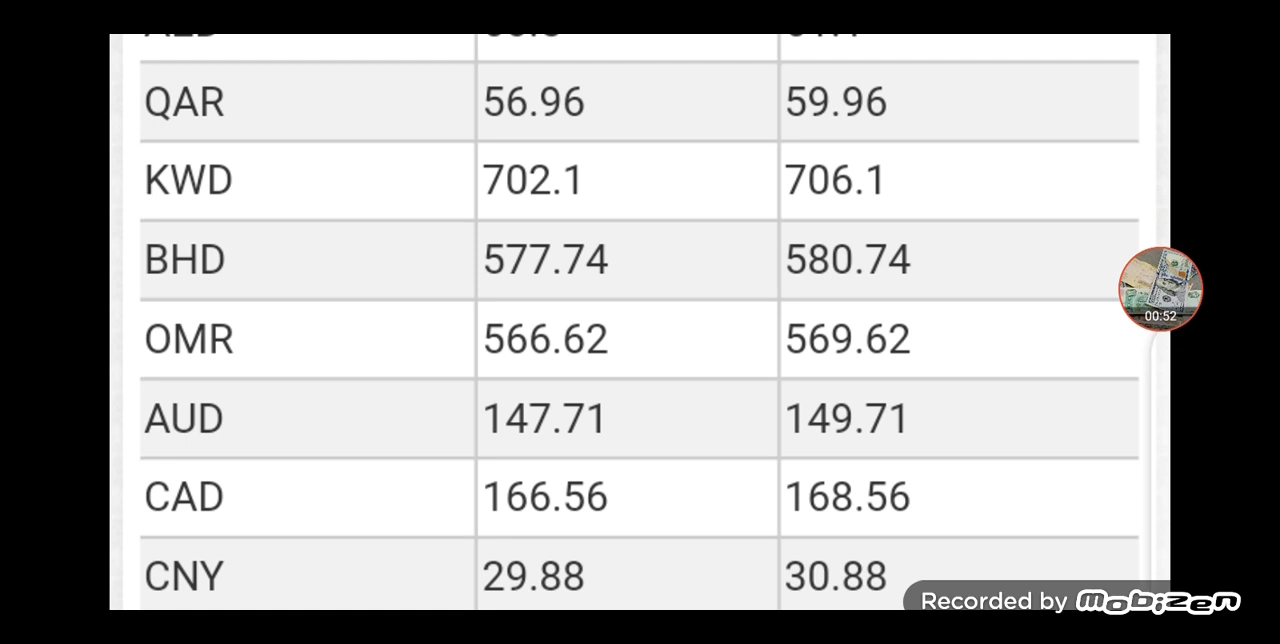 QAR 56.96 59.96
KWD 702.1 706.1
BHD 577.74 580.74
OMR 566.62 569.62
AUD 147.71 149.71
CAD 166.56 168.56
CNY 29.88 30.88
00:52
Recorded by Mobizen